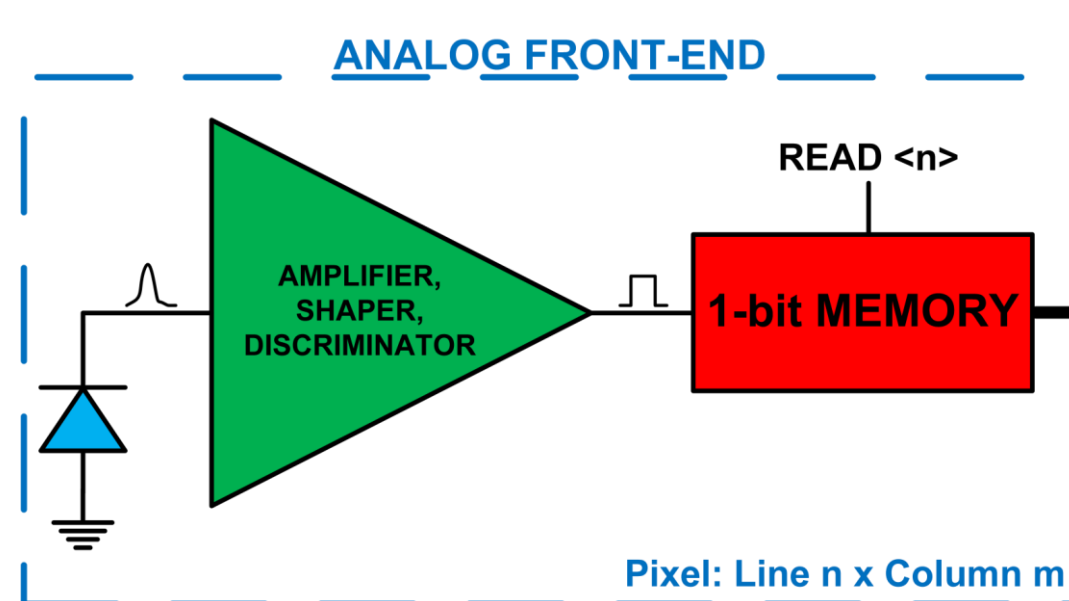 ANALOG FRONT-END
READ <n>
AMPLIFIER,
SHAPER,
DISCRIMINATOR
1-bit MEMORY
Pixel: Line n x Column m